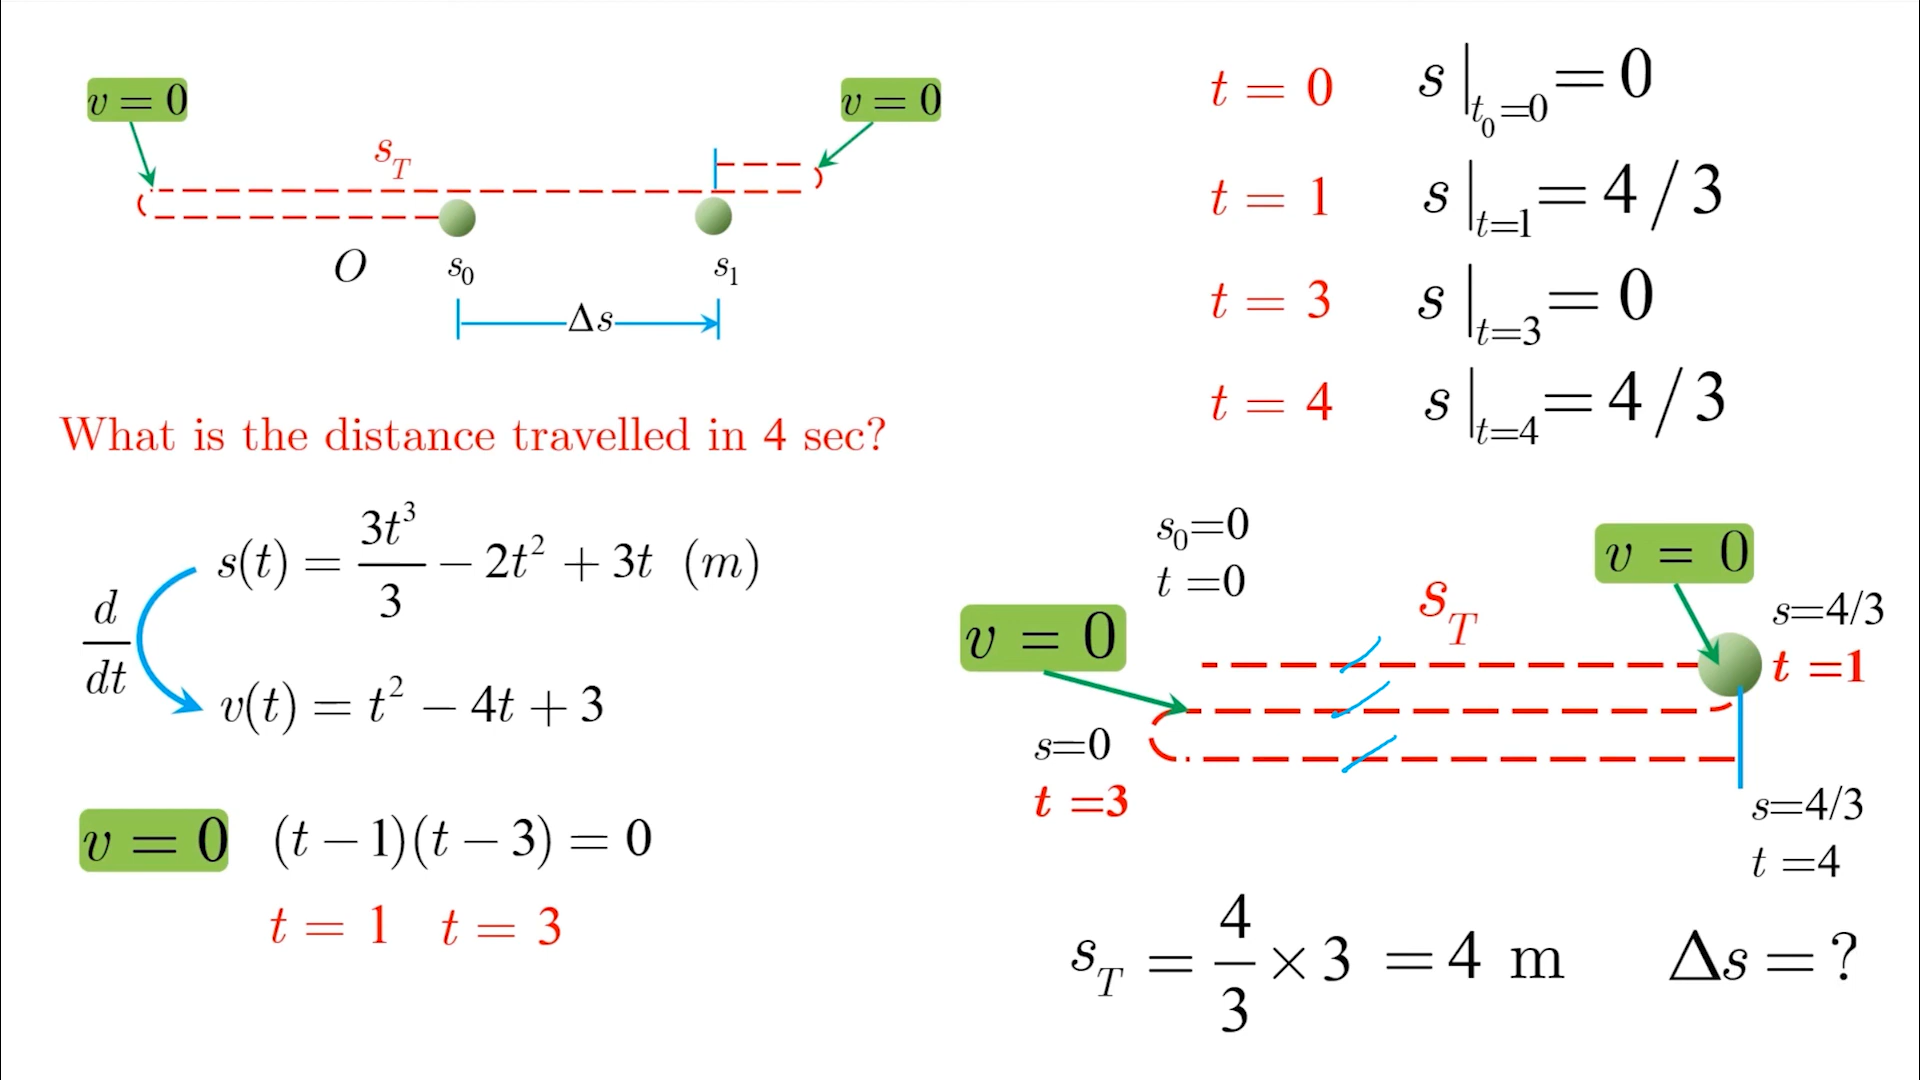 v = 0
v = 0
s_T
O
s_0
s_1
Δs
What is the distance travelled in 4 sec?
s(t) = 3t^3/3 − 2t^2 + 3t (m)
d/dt
v(t) = t^2 − 4t + 3
v = 0 (t − 1)(t − 3) = 0
t = 1 t = 3
t = 0 s|_{t_0=0} = 0
t = 1 s|_{t=1} = 4 / 3
t = 3 s|_{t=3} = 0
t = 4 s|_{t=4} = 4 / 3
s_0=0
t =0
v = 0
v = 0
s_T
s=4/3
t =1
s=0
t =3
s=4/3
t =4
s_T = 4/3 × 3 = 4 m Δs = ?